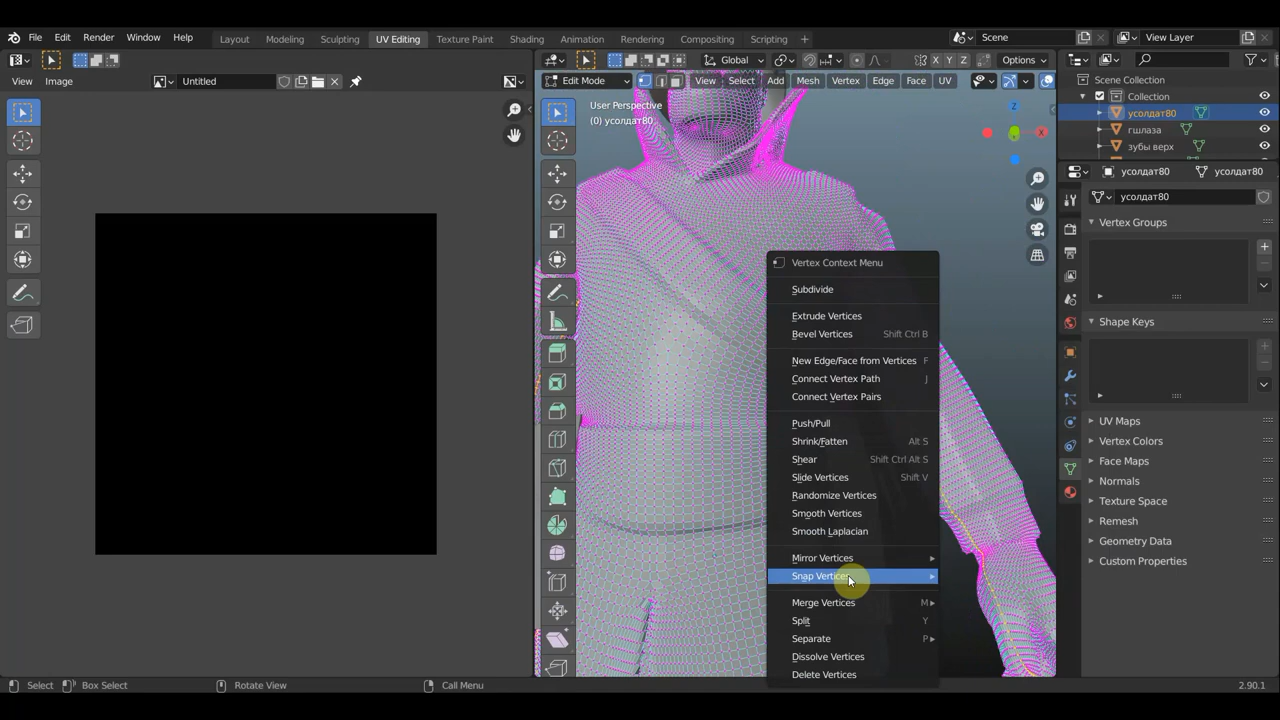 File Edit Render Window Help Layout Modeling Sculpting UV Editing Texture Paint Shading Animation Rendering Compositing Scripting + Scene View Layer
Global X Y Z Options
View Image Untitled
Edit Mode View Select Add Mesh Vertex Edge Face UV
Scene Collection
Collection
усолдат80
гшлаза
зубы верх
User Perspective
(0) усолдат80
Z
X
усолдат80 усолдат80
усолдат80
Vertex Groups
Shape Keys
UV Maps
Vertex Colors
Face Maps
Normals
Texture Space
Remesh
Geometry Data
Custom Properties
Vertex Context Menu
Subdivide
Extrude Vertices
Bevel Vertices Shift Ctrl B
New Edge/Face from Vertices F
Connect Vertex Path J
Connect Vertex Pairs
Push/Pull
Shrink/Fatten Alt S
Shear Shift Ctrl Alt S
Slide Vertices Shift V
Randomize Vertices
Smooth Vertices
Smooth Laplacian
Mirror Vertices
Snap Vertices
Merge Vertices M
Split Y
Separate P
Dissolve Vertices
Delete Vertices
Select Box Select Rotate View Call Menu 2.90.1